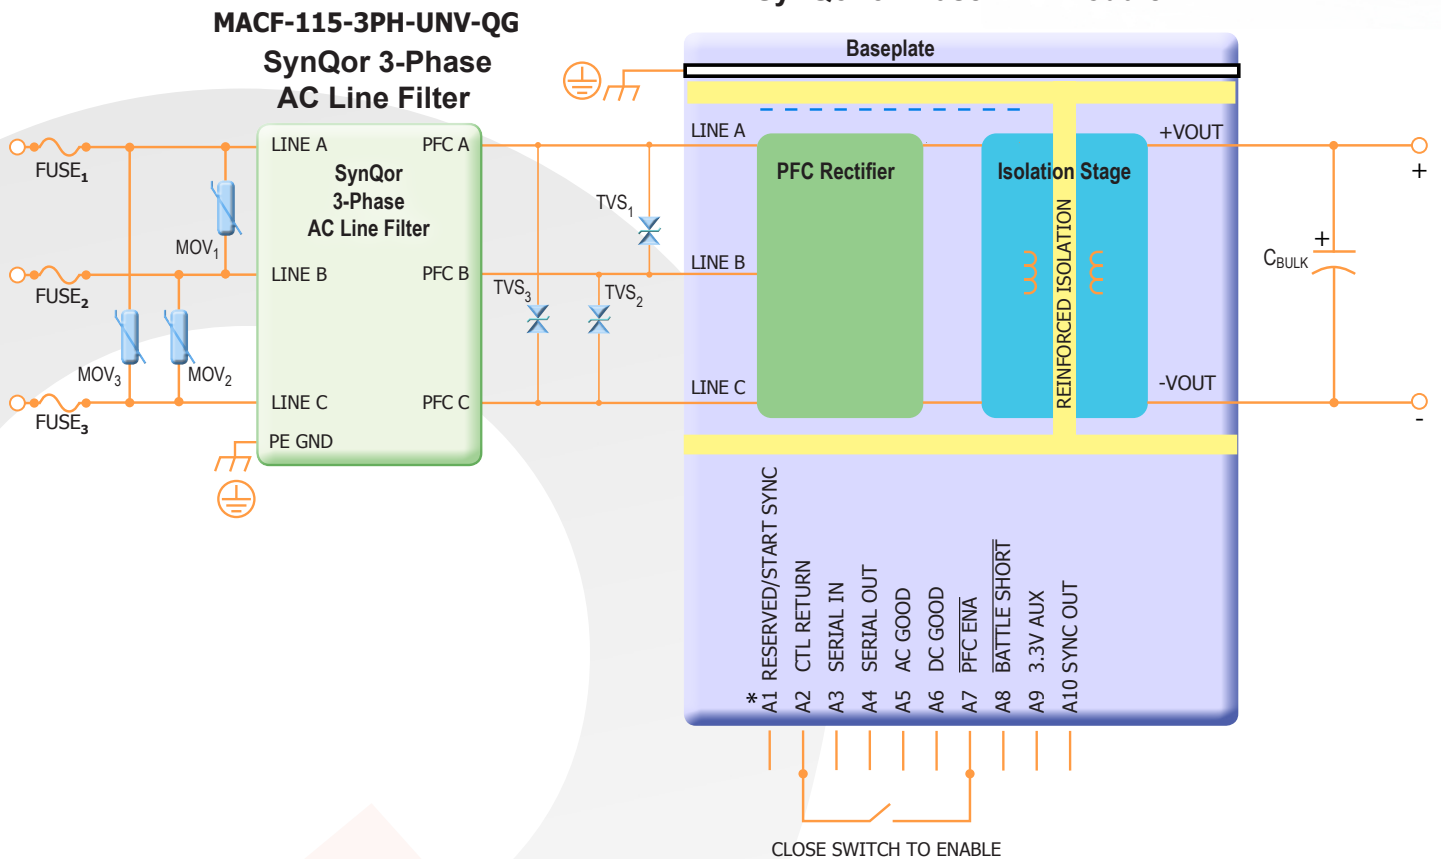 MACF-115-3PH-UNV-QG
SynQor 3-Phase
AC Line Filter
Baseplate
LINE A
PFC A
LINE A
+VOUT
FUSE1
SynQor
3-Phase
AC Line Filter
PFC Rectifier
Isolation Stage
+
TVS1
MOV1
REINFORCED ISOLATION
+
CBULK
LINE B
PFC B
LINE B
FUSE2
TVS3
TVS2
MOV3
MOV2
LINE C
PFC C
LINE C
-VOUT
FUSE3
-
PE GND
*
A1 RESERVED/START SYNC
A2 CTL RETURN
A3 SERIAL IN
A4 SERIAL OUT
A5 AC GOOD
A6 DC GOOD
A7 PFC ENA
A8 BATTLE SHORT
A9 3.3V AUX
A10 SYNC OUT
CLOSE SWITCH TO ENABLE